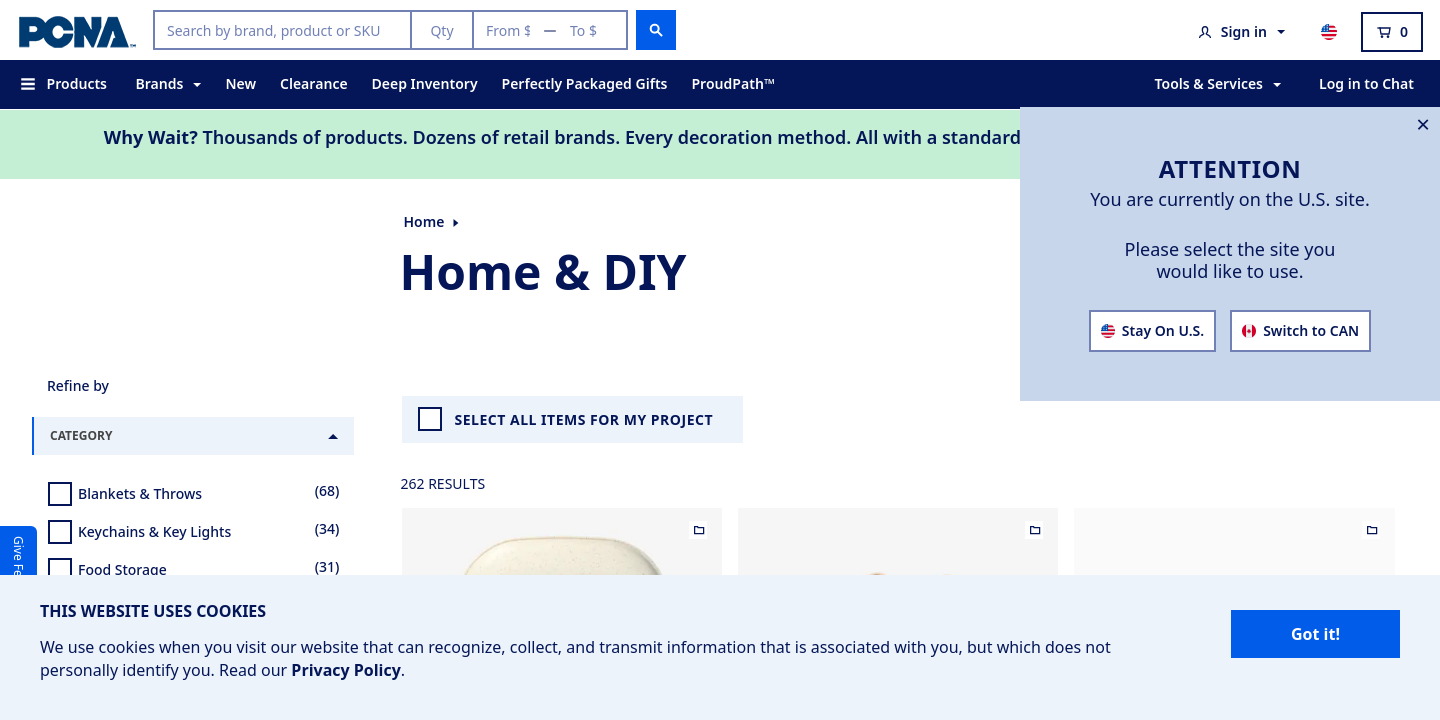 PCNA™
Search by brand, product or SKU
Qty
From $ — To $
Sign in
0
Products
Brands
New
Clearance
Deep Inventory
Perfectly Packaged Gifts
ProudPath™
Tools & Services
Log in to Chat
Why Wait? Thousands of products. Dozens of retail brands. Every decoration method. All with a standard
ATTENTION
You are currently on the U.S. site.
Please select the site you
would like to use.
Stay On U.S.
Switch to CAN
Home
Home & DIY
Refine by
CATEGORY
Blankets & Throws (68)
Keychains & Key Lights (34)
Food Storage (31)
SELECT ALL ITEMS FOR MY PROJECT
262 RESULTS
Give
THIS WEBSITE USES COOKIES
We use cookies when you visit our website that can recognize, collect, and transmit information that is associated with you, but which does not
personally identify you. Read our Privacy Policy.
Got it!